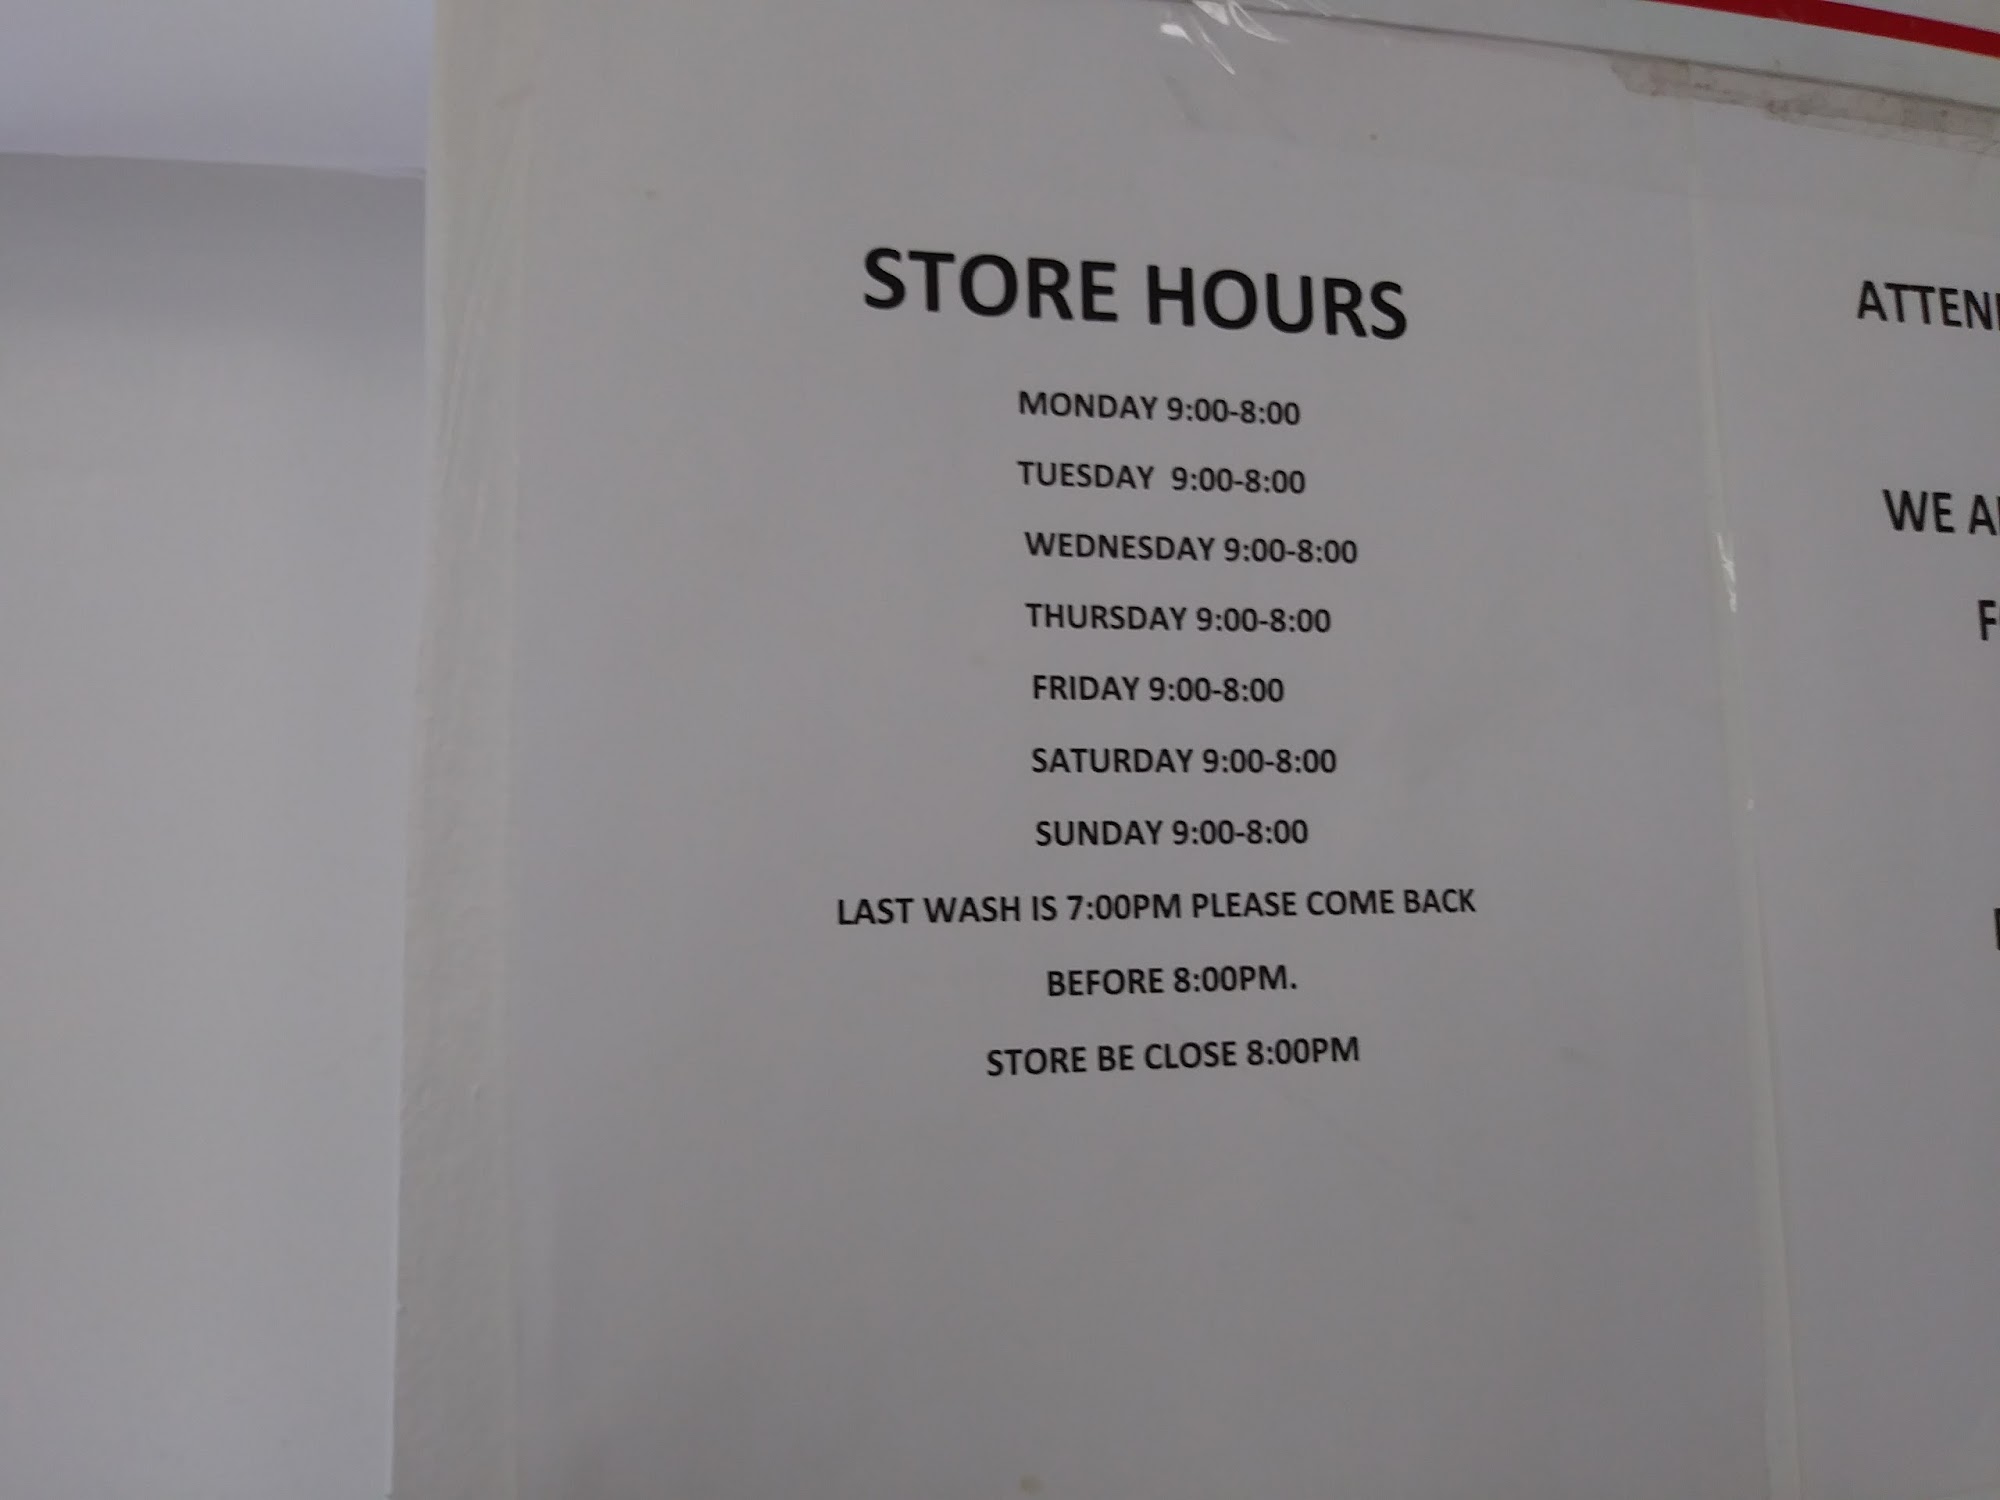 STORE HOURS
MONDAY 9:00-8:00
TUESDAY 9:00-8:00
WEDNESDAY 9:00-8:00
THURSDAY 9:00-8:00
FRIDAY 9:00-8:00
SATURDAY 9:00-8:00
SUNDAY 9:00-8:00
LAST WASH IS 7:00PM PLEASE COME BACK
BEFORE 8:00PM.
STORE BE CLOSE 8:00PM
WE